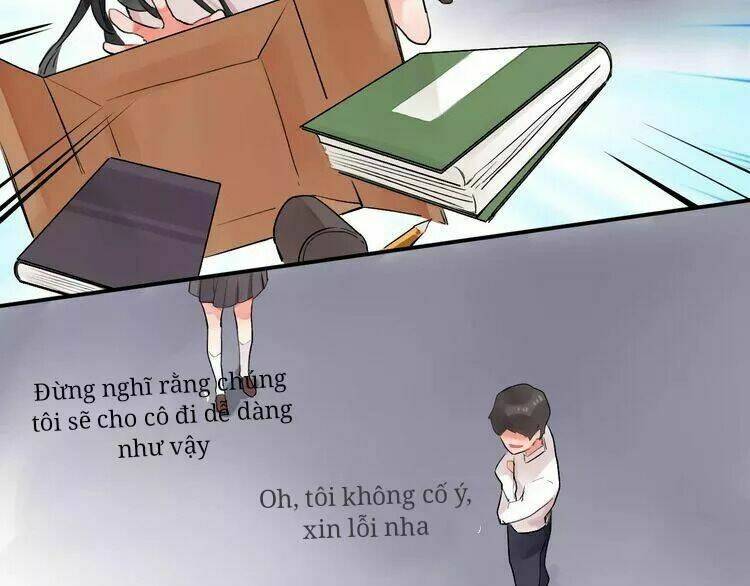 Đừng nghĩ rằng chúng
tôi sẽ cho cô đi dễ dàng
như vậy
Oh, tôi không cố ý,
xin lỗi nha